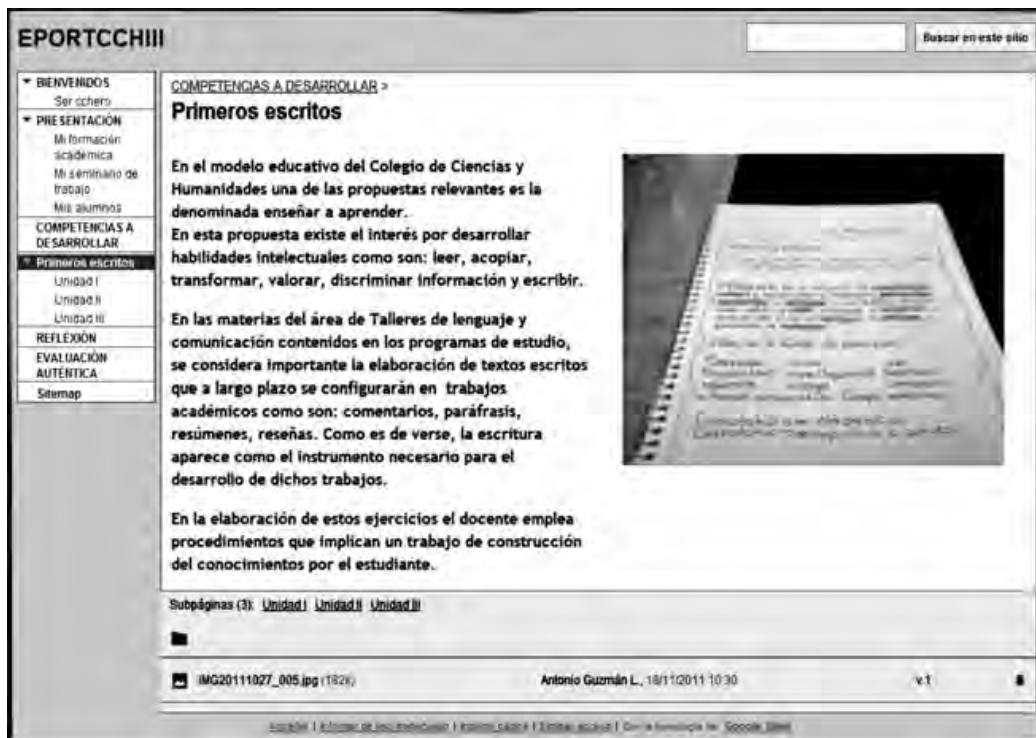 EPORTCCHIII
Buscar en este sitio
BIENVENIDOS
Ser cchero
PRESENTACIÓN
Mi formación
académica
Mi seminario de
trabajo
Mis alumnos
COMPETENCIAS A
DESARROLLAR
Primeros escritos
Unidad I
Unidad II
Unidad III
REFLEXIÓN
EVALUACIÓN
AUTÉNTICA
Sitemap
COMPETENCIAS A DESARROLLAR >
Primeros escritos
En el modelo educativo del Colegio de Ciencias y
Humanidades una de las propuestas relevantes es la
denominada enseñar a aprender.
En esta propuesta existe el interés por desarrollar
habilidades intelectuales como son: leer, acopiar,
transformar, valorar, discriminar información y escribir.
En las materias del área de Talleres de lenguaje y
comunicación contenidos en los programas de estudio,
se considera importante la elaboración de textos escritos
que a largo plazo se configurarán en trabajos
académicos como son: comentarios, paráfrasis,
resúmenes, reseñas. Como es de verse, la escritura
aparece como el instrumento necesario para el
desarrollo de dichos trabajos.
En la elaboración de estos ejercicios el docente emplea
procedimientos que implican un trabajo de construcción
del conocimientos por el estudiante.
Subpáginas (3): Unidad I Unidad II Unidad III
IMG20111027_005.jpg (182k) Antonio Guzmán L., 18/11/2011 10:30 v.1
Google Sites